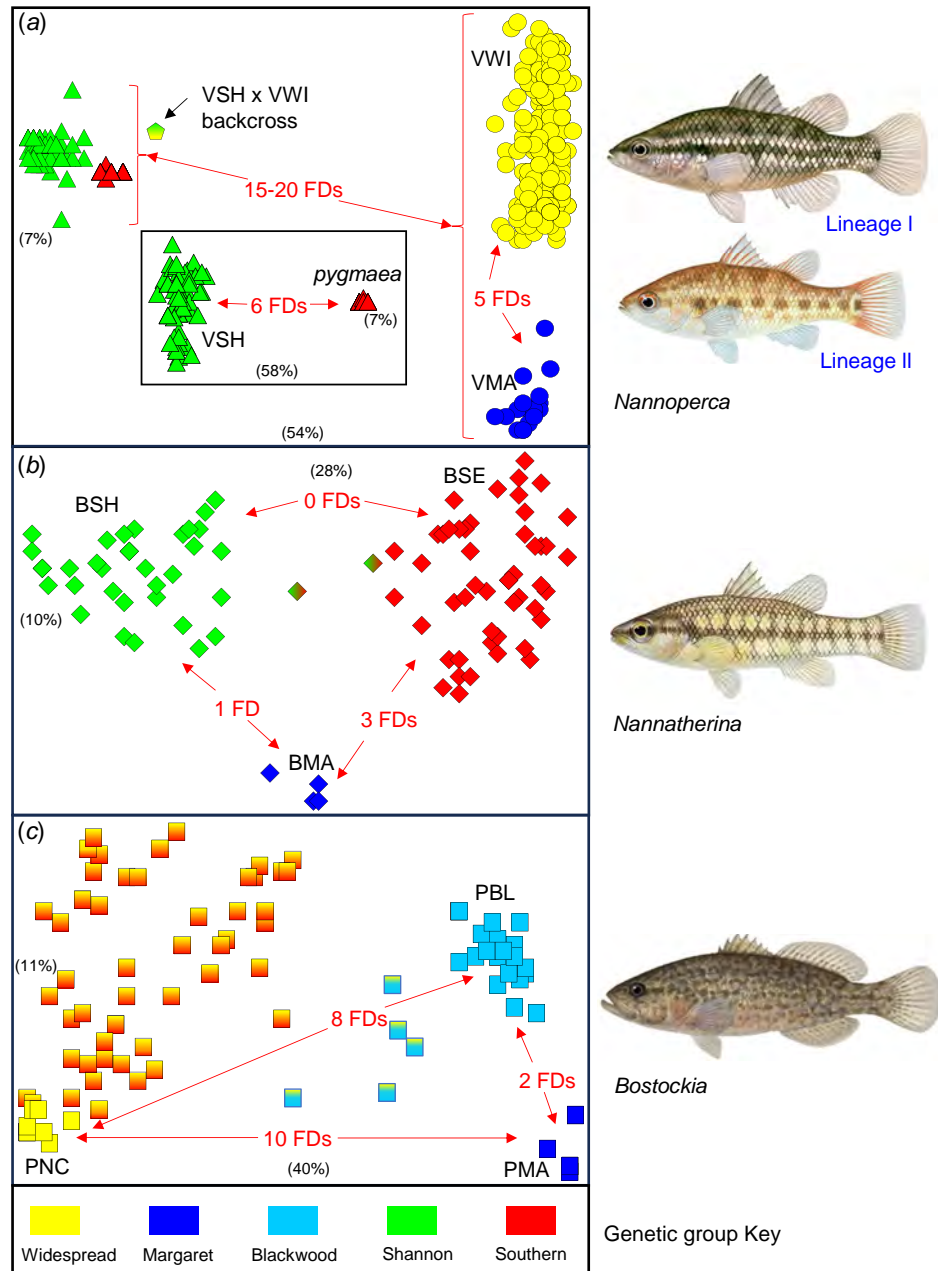 (a)
VWI
VSH x VWI
backcross
15-20 FDs
(7%)
pygmaea
6 FDs
(7%)
VSH
(58%)
5 FDs
VMA
(54%)
Lineage I
Lineage II
Nannoperca
(b)
(28%)
BSH
BSE
0 FDs
(10%)
1 FD
3 FDs
BMA
Nannatherina
(c)
PBL
(11%)
8 FDs
2 FDs
10 FDs
PNC
(40%)
PMA
Bostockia
Widespread
Margaret
Blackwood
Shannon
Southern
Genetic group Key